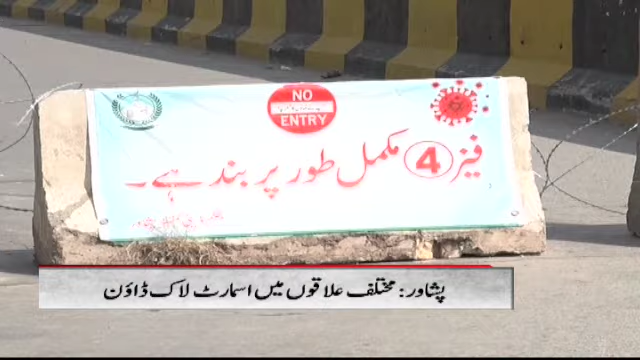 NO
ENTRY
فیز 4 مکمل طور پر بند ہے۔
پشاور: مختلف علاقوں میں اسمارٹ لاک ڈاؤن